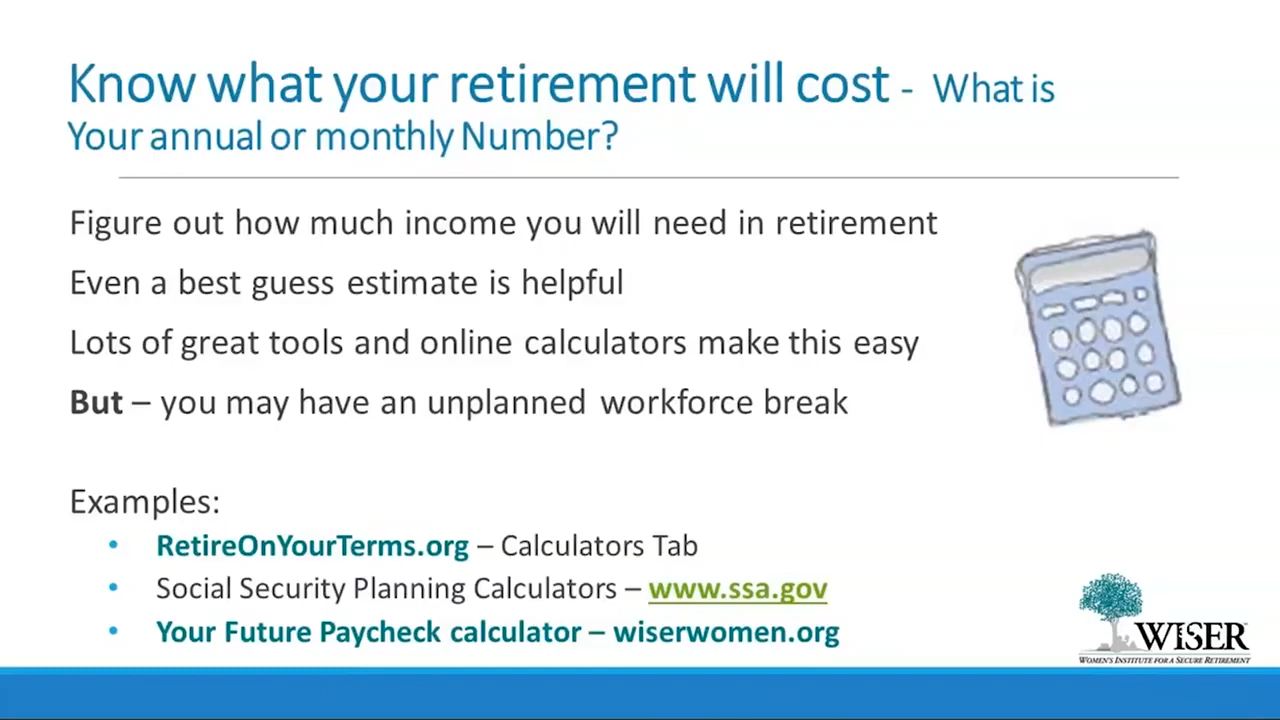 Know what your retirement will cost - What is
Your annual or monthly Number?
Figure out how much income you will need in retirement
Even a best guess estimate is helpful
Lots of great tools and online calculators make this easy
But – you may have an unplanned workforce break
Examples:
• RetireOnYourTerms.org – Calculators Tab
• Social Security Planning Calculators – www.ssa.gov
• Your Future Paycheck calculator – wiserwomen.org
WISER
WOMEN'S INSTITUTE FOR A SECURE RETIREMENT